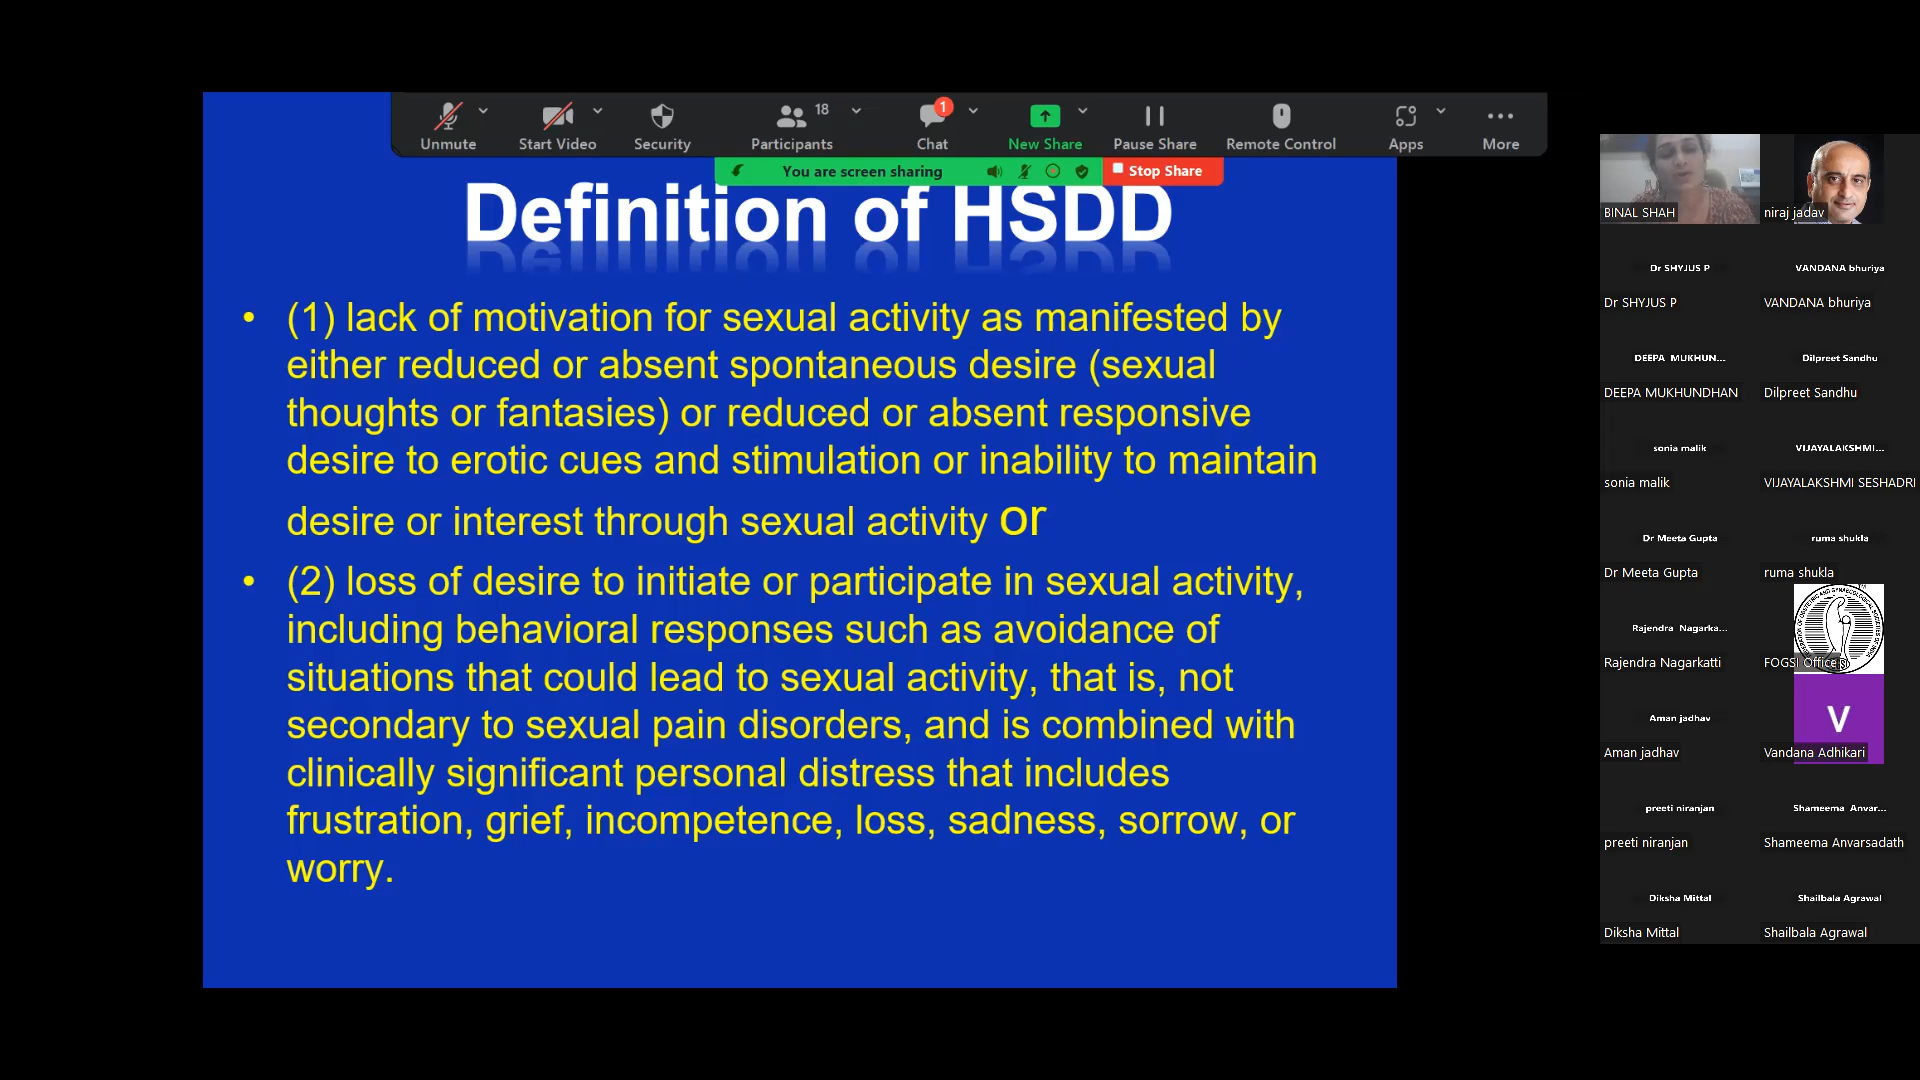 Unmute
Start Video
Security
18
Participants
1
Chat
New Share
Pause Share
Remote Control
Apps
More
You are screen sharing
Stop Share
Definition of HSDD
• (1) lack of motivation for sexual activity as manifested by
either reduced or absent spontaneous desire (sexual
thoughts or fantasies) or reduced or absent responsive
desire to erotic cues and stimulation or inability to maintain
desire or interest through sexual activity or
• (2) loss of desire to initiate or participate in sexual activity,
including behavioral responses such as avoidance of
situations that could lead to sexual activity, that is, not
secondary to sexual pain disorders, and is combined with
clinically significant personal distress that includes
frustration, grief, incompetence, loss, sadness, sorrow, or
worry.
BINAL SHAH
niraj jadav
Dr SHYJUS P
VANDANA bhuriya
Dr SHYJUS P
VANDANA bhuriya
DEEPA MUKHUN...
Dilpreet Sandhu
DEEPA MUKHUNDHAN
Dilpreet Sandhu
sonia malik
VIJAYALAKSHMI...
sonia malik
VIJAYALAKSHMI SESHADRI
Dr Meeta Gupta
ruma shukla
Dr Meeta Gupta
ruma shukla
Rajendra Nagarka...
Rajendra Nagarkatti
FOGSI Office
Aman jadhav
V
Aman jadhav
Vandana Adhikari
preeti niranjan
Shameema Anvar...
preeti niranjan
Shameema Anvarsadath
Diksha Mittal
Shailbala Agrawal
Diksha Mittal
Shailbala Agrawal